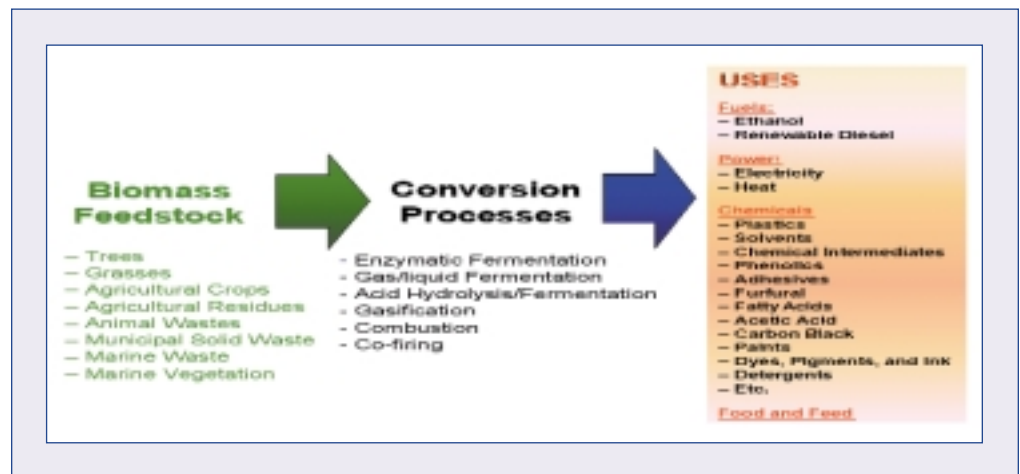 Biomass
Feedstock
– Trees
– Grasses
– Agricultural Crops
– Agricultural Residues
– Animal Wastes
– Municipal Solid Waste
– Marine Waste
– Marine Vegetation
Conversion
Processes
- Enzymatic Fermentation
- Gas/liquid Fermentation
- Acid Hydrolysis/Fermentation
- Gasification
- Combustion
- Co-firing
USES
Fuels:
– Ethanol
– Renewable Diesel
Power:
– Electricity
– Heat
Chemicals
– Plastics
– Solvents
– Chemical Intermediates
– Phenolics
– Adhesives
– Furfural
– Fatty Acids
– Acetic Acid
– Carbon Black
– Paints
– Dyes, Pigments, and Ink
– Detergents
– Etc.
Food and Feed